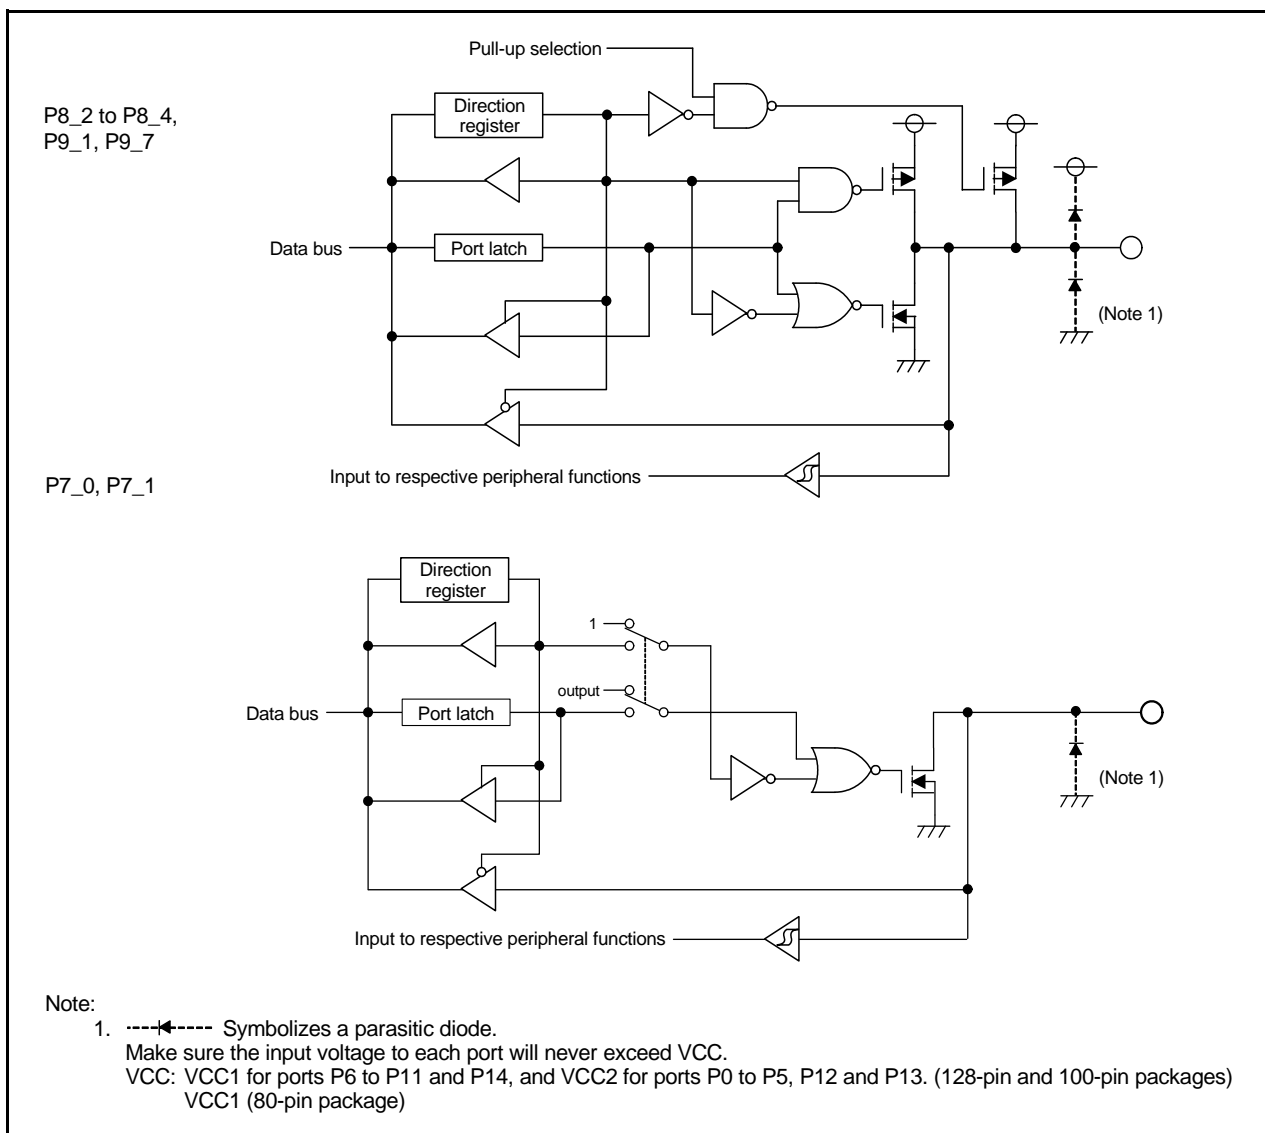 Pull-up selection
P8_2 to P8_4,
P9_1, P9_7
Direction
register
Data bus
Port latch
(Note 1)
Input to respective peripheral functions
P7_0, P7_1
Direction
register
1
output
Data bus
Port latch
(Note 1)
Input to respective peripheral functions
Note:
1. Symbolizes a parasitic diode.
Make sure the input voltage to each port will never exceed VCC.
VCC: VCC1 for ports P6 to P11 and P14, and VCC2 for ports P0 to P5, P12 and P13. (128-pin and 100-pin packages)
VCC1 (80-pin package)